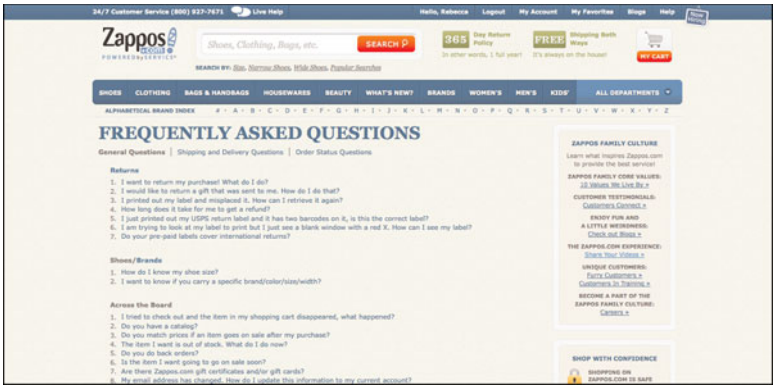 24/7 Customer Service (800) 927-7671 Live Help Hello, Rebecca Logout My Account My Favorites Blogs Help
Zappos
.COM
POWERED by SERVICE
Shoes, Clothing, Bags, etc. SEARCH
365 Day Return Policy
In other words, 1 full year!
FREE Shipping Both Ways
It's always on the house!
MY CART
SEARCH BY: Size, Narrow Shoes, Wide Shoes, Popular Searches
SHOES CLOTHING BAGS & HANDBAGS HOUSEWARES BEAUTY WHAT'S NEW? BRANDS WOMEN'S MEN'S KIDS' ALL DEPARTMENTS
ALPHABETICAL BRAND INDEX # · A · B · C · D · E · F · G · H · I · J · K · L · M · N · O · P · Q · R · S · T · U · V · W · X · Y · Z
FREQUENTLY ASKED QUESTIONS
General Questions | Shipping and Delivery Questions | Order Status Questions
Returns
1. I want to return my purchase! What do I do?
2. I would like to return a gift that was sent to me. How do I do that?
3. I printed out my label and misplaced it. How can I retrieve it again?
4. How long does it take for me to get a refund?
5. I just printed out my USPS return label and it has two barcodes on it, is this the correct label?
6. I am trying to look at my label to print but I just see a blank window with a red X. How can I see my label?
7. Do your pre-paid labels cover international returns?
Shoes/Brands
1. How do I know my shoe size?
2. I want to know if you carry a specific brand/color/size/width?
Across the Board
1. I tried to check out and the item in my shopping cart disappeared, what happened?
2. Do you have a catalog?
3. Do you match prices if an item goes on sale after my purchase?
4. The item I want is out of stock. What do I do now?
5. Do you do back orders?
6. Is the item I want going to go on sale soon?
7. Are there Zappos.com gift certificates and/or gift cards?
8. My email address has changed. How do I update this information to my current account?
ZAPPOS FAMILY CULTURE
Learn what inspires Zappos.com
to provide the best service!
ZAPPOS FAMILY CORE VALUES:
10 Values We Live By »
CUSTOMER TESTIMONIALS:
Customers Connect »
ENJOY FUN AND
A LITTLE WEIRDNESS:
Check out Blogs »
THE ZAPPOS.COM EXPERIENCE:
Share Your Videos »
UNIQUE CUSTOMERS:
Furry Customers »
Customers In Training »
BECOME A PART OF THE
ZAPPOS FAMILY CULTURE:
Careers »
SHOP WITH CONFIDENCE
SHOPPING ON
ZAPPOS.COM IS SAFE